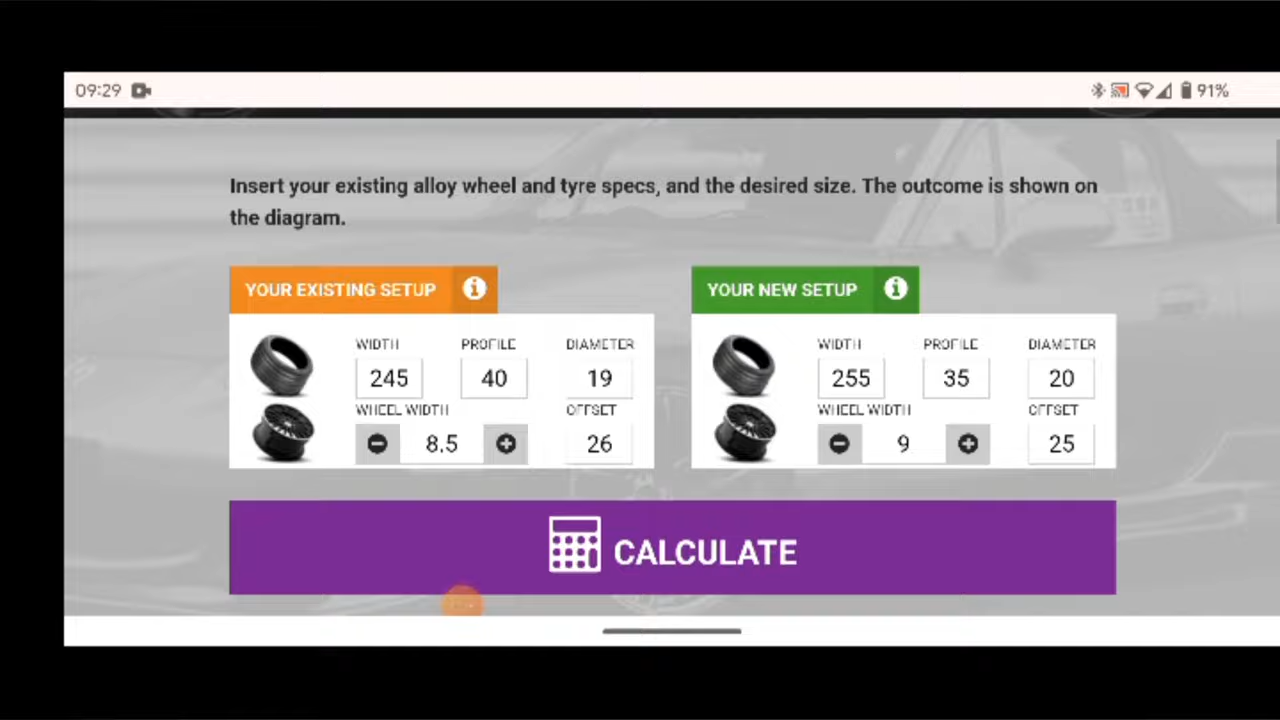 09:29 91%
Insert your existing alloy wheel and tyre specs, and the desired size. The outcome is shown on
the diagram.
YOUR EXISTING SETUP
WIDTH PROFILE DIAMETER
245 40 19
WHEEL WIDTH OFFSET
8.5 26
YOUR NEW SETUP
WIDTH PROFILE DIAMETER
255 35 20
WHEEL WIDTH OFFSET
9 25
CALCULATE